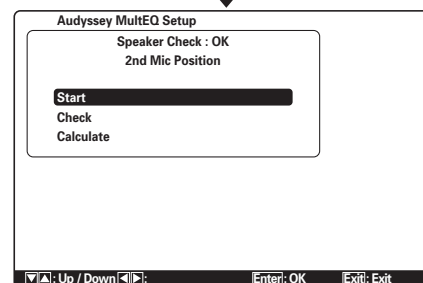 Audyssey MultEQ Setup
Speaker Check : OK
2nd Mic Position
Start
Check
Calculate
▼▲: Up / Down ◀▶: Enter: OK Exit: Exit